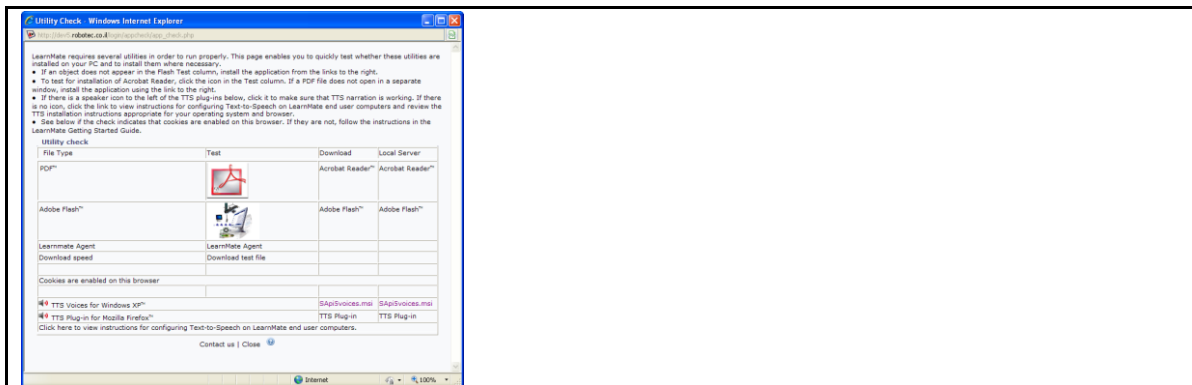 Utility Check - Windows Internet Explorer
http://dev5.robotec.co.il/login/appcheck/app_check.php
LearnMate requires several utilities in order to run properly. This page enables you to quickly test whether these utilities are
installed on your PC and to install them where necessary.
• If an object does not appear in the Flash Test column, install the application from the links to the right.
• To test for installation of Acrobat Reader, click the icon in the Test column. If a PDF file does not open in a separate
window, install the application using the link to the right.
• If there is a speaker icon to the left of the TTS plug-ins below, click it to make sure that TTS narration is working. If there
is no icon, click the link to view instructions for configuring Text-to-Speech on LearnMate end user computers and review the
TTS installation instructions appropriate for your operating system and browser.
• See below if the check indicates that cookies are enabled on this browser. If they are not, follow the instructions in the
LearnMate Getting Started Guide.
Utility check
File Type Test Download Local Server
PDF™ Acrobat Reader™ Acrobat Reader™
Adobe Flash™ Adobe Flash™ Adobe Flash™
Learnmate Agent LearnMate Agent
Download speed Download test file
Cookies are enabled on this browser
TTS Voices for Windows XP™ SApi5voices.msi SApi5voices.msi
TTS Plug-in for Mozilla Firefox™ TTS Plug-in TTS Plug-in
Click here to view instructions for configuring Text-to-Speech on LearnMate end user computers.
Contact us | Close
Internet 100%